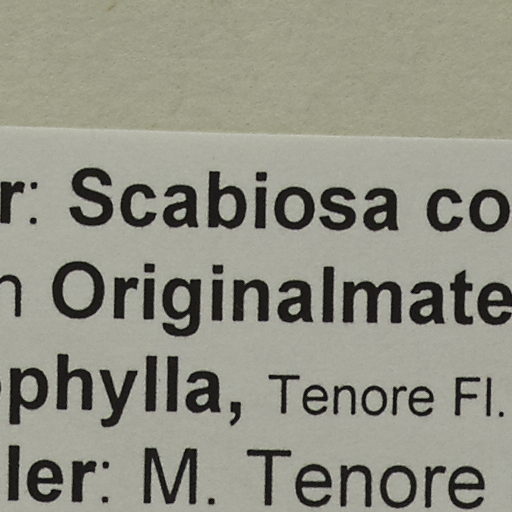 r: Scabiosa co
n Originalmate
ophylla, Tenore Fl.
ler: M. Tenore